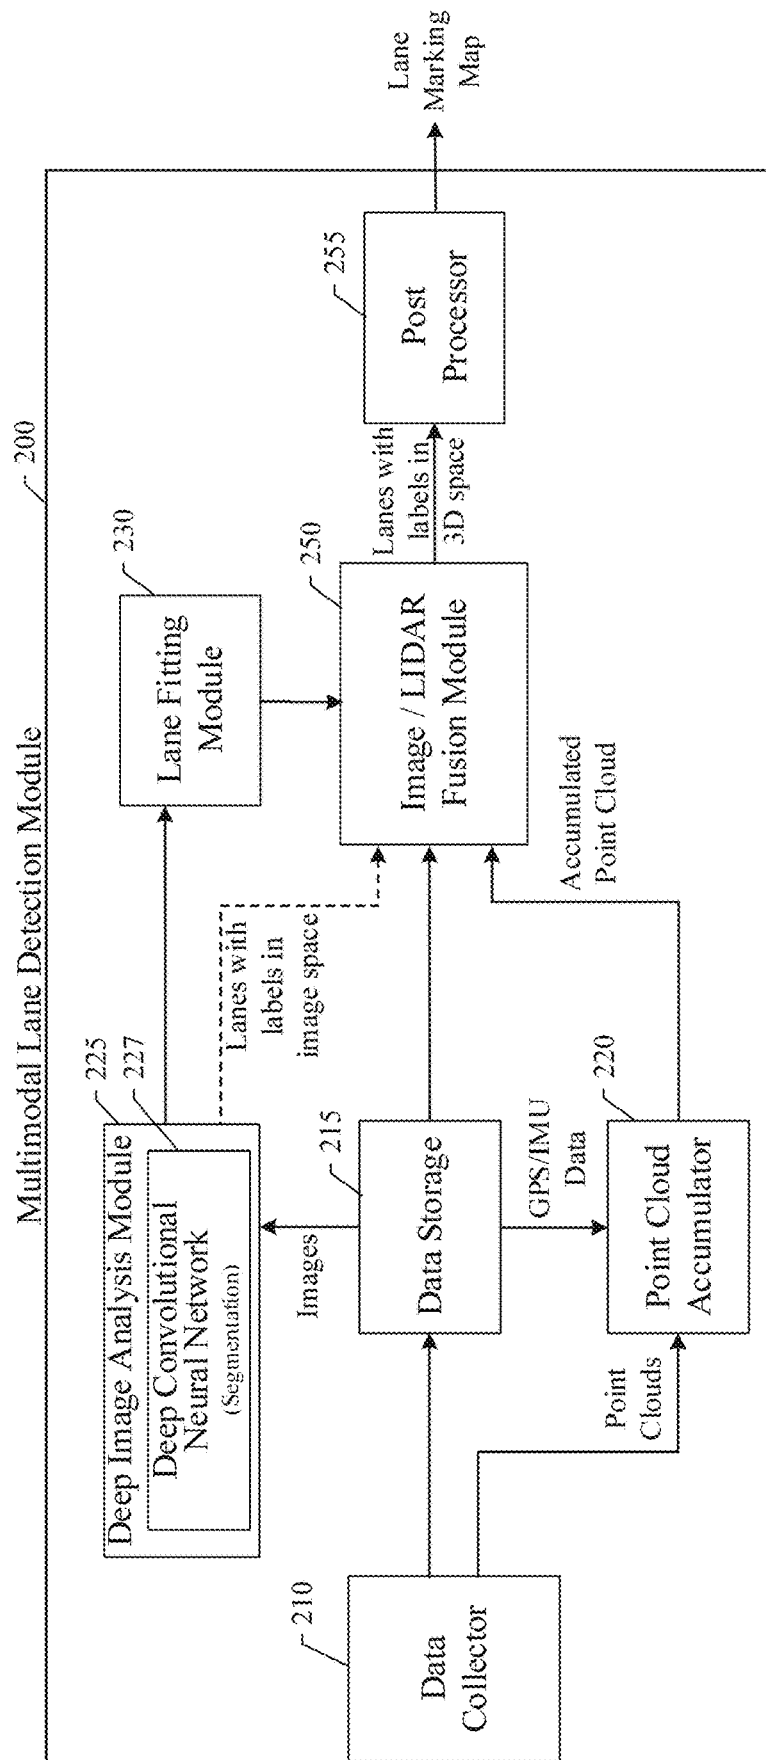 Multimodal Lane Detection Module
200
Deep Image Analysis Module
225
Deep Convolutional
Neural Network
(Segmentation)
227
Lane Fitting
Module
230
Lanes with
labels in
image space
Images
Data
Collector
210
Data Storage
215
GPS/IMU
Data
Point
Clouds
Point Cloud
Accumulator
220
Accumulated
Point Cloud
Image / LIDAR
Fusion Module
250
Lanes with
labels in
3D space
Post
Processor
255
Lane
Marking
Map